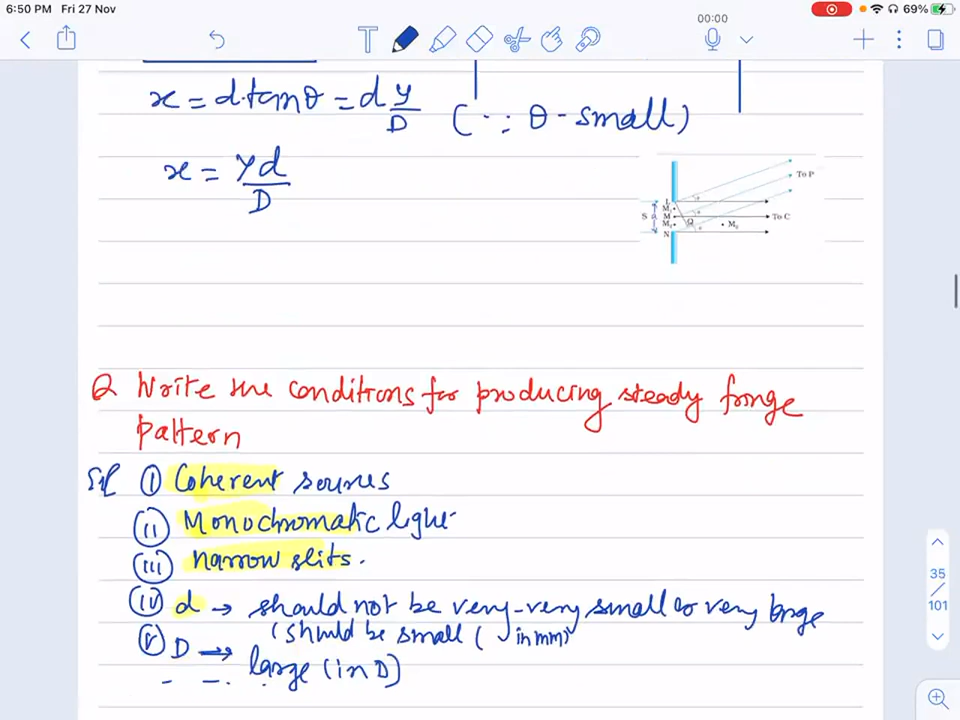 6:50 PM Fri 27 Nov
69%
00:00
x = d·tanθ = d y/D (∵ θ - small)
x = yd/D
To P
L
M₁
S M
To C
M₂
Q
N
Q Write the conditions for producing steady fringe
pattern
Sol (i) Coherent sources
(ii) Monochromatic light
(iii) narrow slits.
(iv) d → should not be very-very small or very large
(should be small (in mm)
(v) D → large (in D)
35
/
101